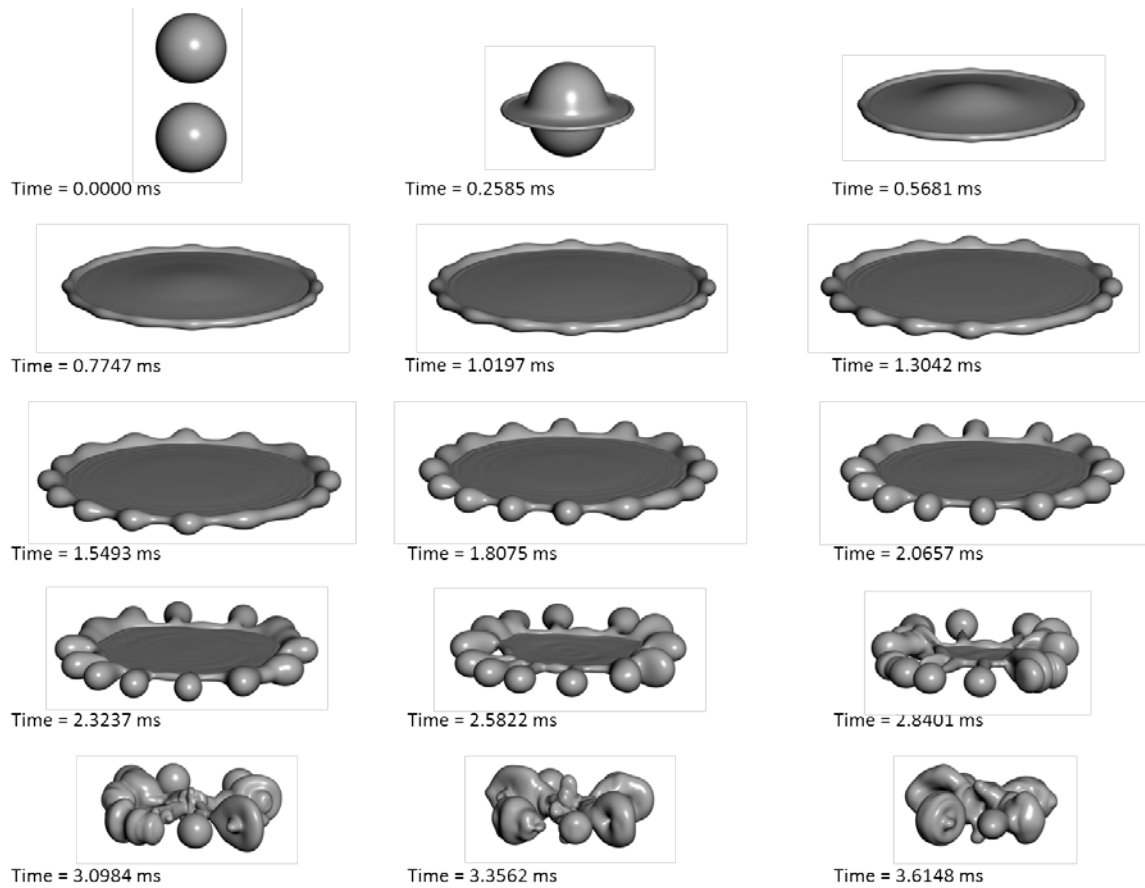 Time = 0.0000 ms
Time = 0.2585 ms
Time = 0.5681 ms
Time = 0.7747 ms
Time = 1.0197 ms
Time = 1.3042 ms
Time = 1.5493 ms
Time = 1.8075 ms
Time = 2.0657 ms
Time = 2.3237 ms
Time = 2.5822 ms
Time = 2.8401 ms
Time = 3.0984 ms
Time = 3.3562 ms
Time = 3.6148 ms